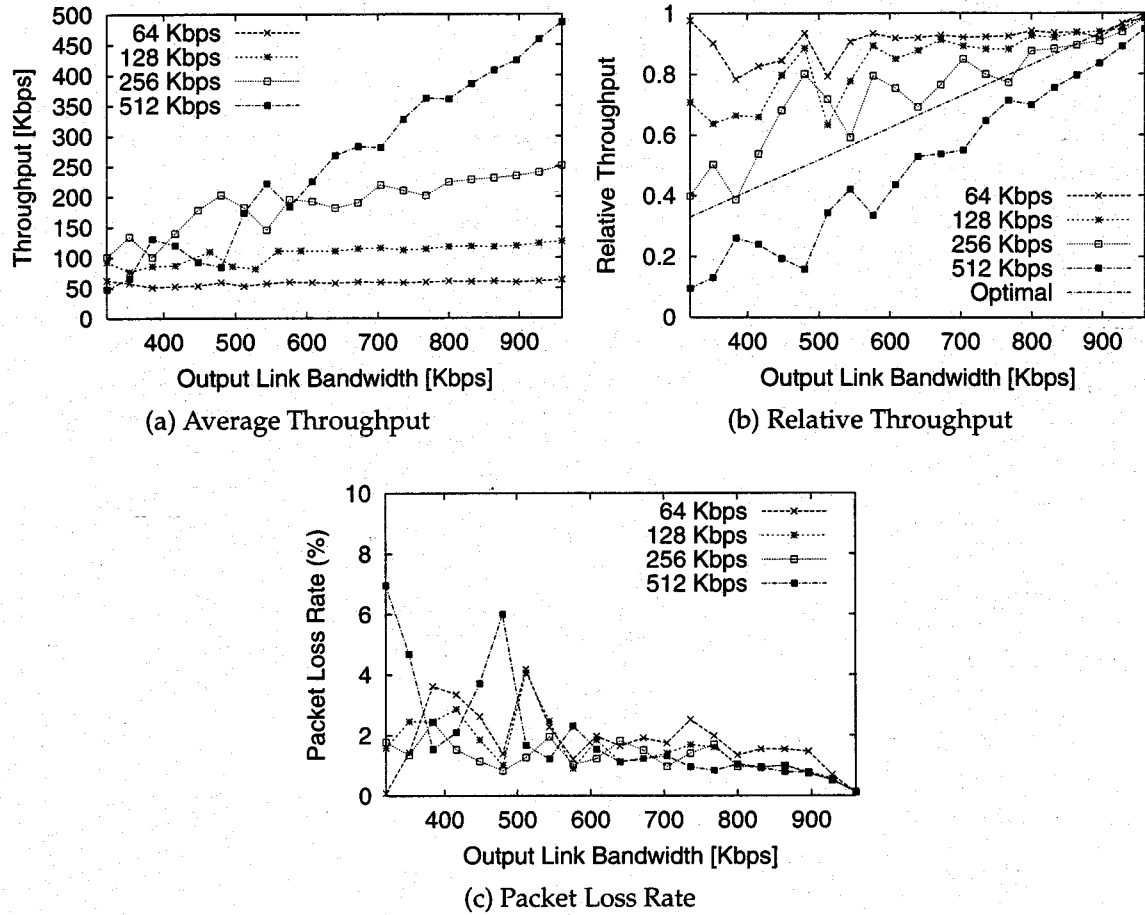 500
450
400
350
300
250
200
150
100
50
0
Throughput [Kbps]
64 Kbps
128 Kbps
256 Kbps
512 Kbps
400 500 600 700 800 900
Output Link Bandwidth [Kbps]
(a) Average Throughput
1
0.8
0.6
0.4
0.2
0
Relative Throughput
64 Kbps
128 Kbps
256 Kbps
512 Kbps
Optimal
400 500 600 700 800 900
Output Link Bandwidth [Kbps]
(b) Relative Throughput
10
8
6
4
2
0
Packet Loss Rate (%)
64 Kbps
128 Kbps
256 Kbps
512 Kbps
400 500 600 700 800 900
Output Link Bandwidth [Kbps]
(c) Packet Loss Rate